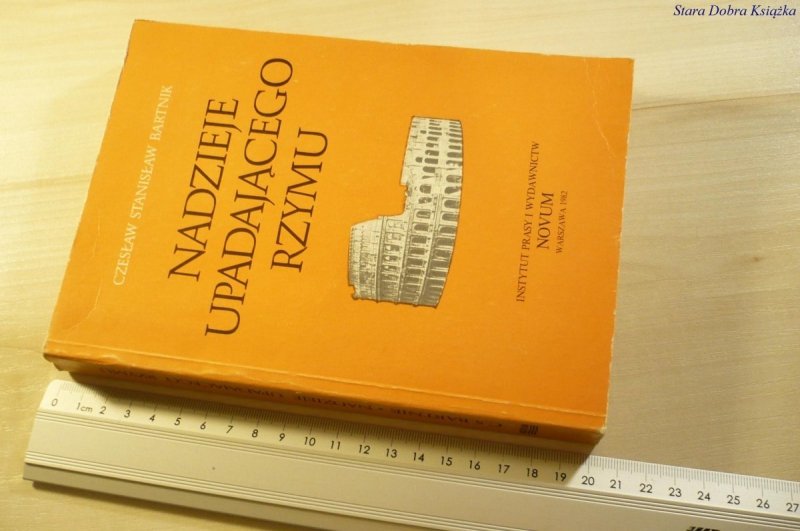 Stara Dobra Książka
CZESŁAW STANISŁAW BARTNIK
NADZIEJE
UPADAJĄCEGO
RZYMU
INSTYTUT PRASY I WYDAWNICTW
NOVUM
WARSZAWA 1982
0 1cm 2 3 4 5 6 7 8 9 10 11 12 13 14 15 16 17 18 19 20 21 22 23 24 25 26 27